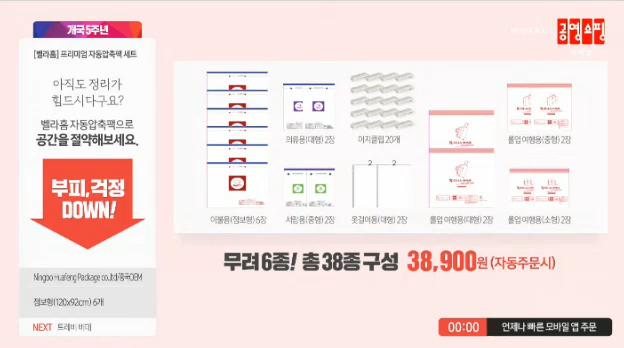 개국 5주년
공영쇼핑
[벨라홈] 프리미엄 자동압축팩 세트
아직도 정리가
힘드시다구요?
벨라홈 자동압축팩으로
공간을 절약해보세요.
부피, 걱정
DOWN!
이불용(점보형) 6장
의류용(대형) 2장
서랍용(중형) 2장
이지클립 20개
옷걸이용(대형) 2장
롤업 여행용(대형) 2장
롤업 여행용(중형) 2장
롤업 여행용(소형) 2장
무려 6종! 총 38종 구성 38,900원 (자동주문시)
Ningbo Huafeng Package co.,ltd/중국OEM
점보형(120x92cm) 6개
NEXT 트레비 비데
00:00 언제나 빠른 모바일 앱 주문